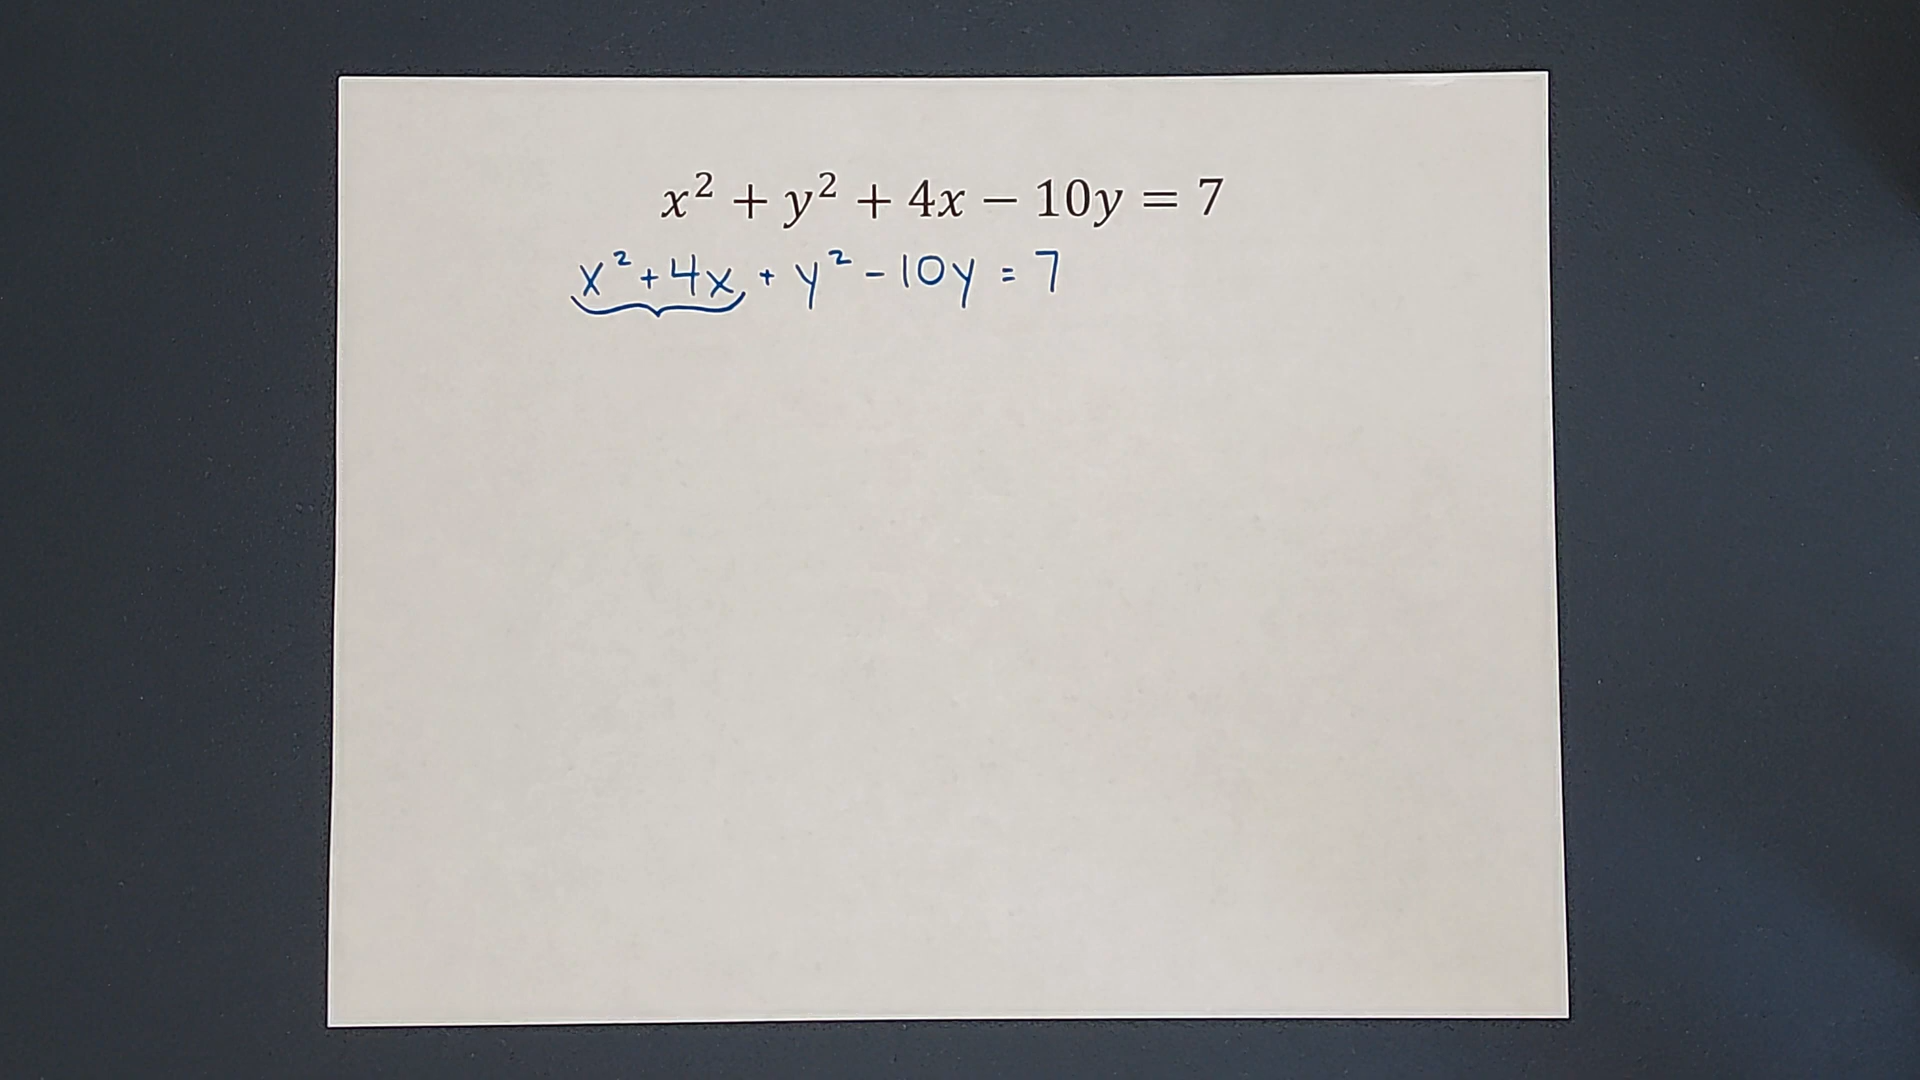 x² + y² + 4x − 10y = 7
x² + 4x + y² − 10y = 7